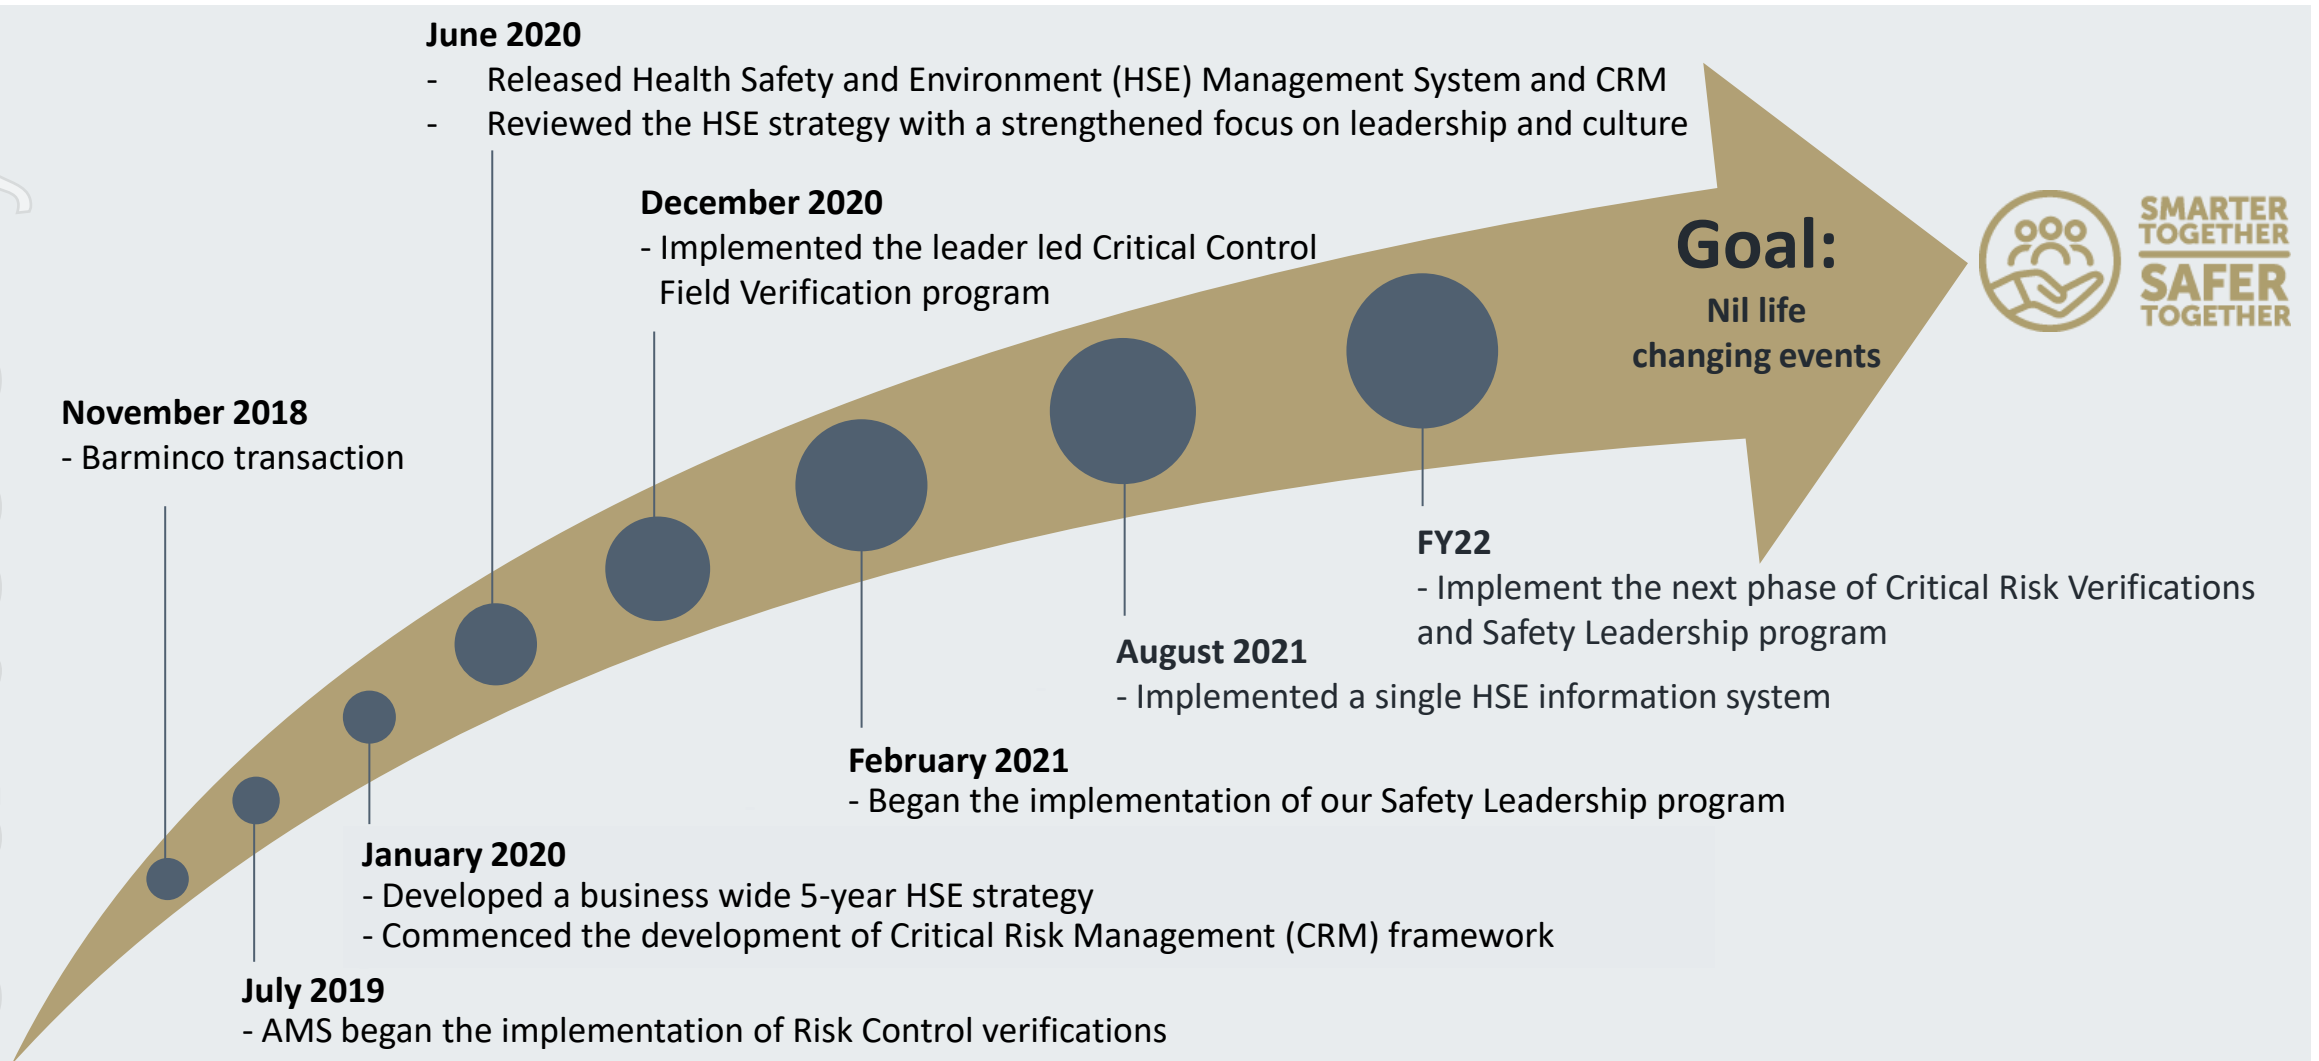 June 2020
- Released Health Safety and Environment (HSE) Management System and CRM
- Reviewed the HSE strategy with a strengthened focus on leadership and culture
December 2020
- Implemented the leader led Critical Control
Field Verification program
November 2018
- Barminco transaction
Goal:
Nil life
changing events
SMARTER
TOGETHER
SAFER
TOGETHER
FY22
- Implement the next phase of Critical Risk Verifications
and Safety Leadership program
August 2021
- Implemented a single HSE information system
February 2021
- Began the implementation of our Safety Leadership program
January 2020
- Developed a business wide 5-year HSE strategy
- Commenced the development of Critical Risk Management (CRM) framework
July 2019
- AMS began the implementation of Risk Control verifications